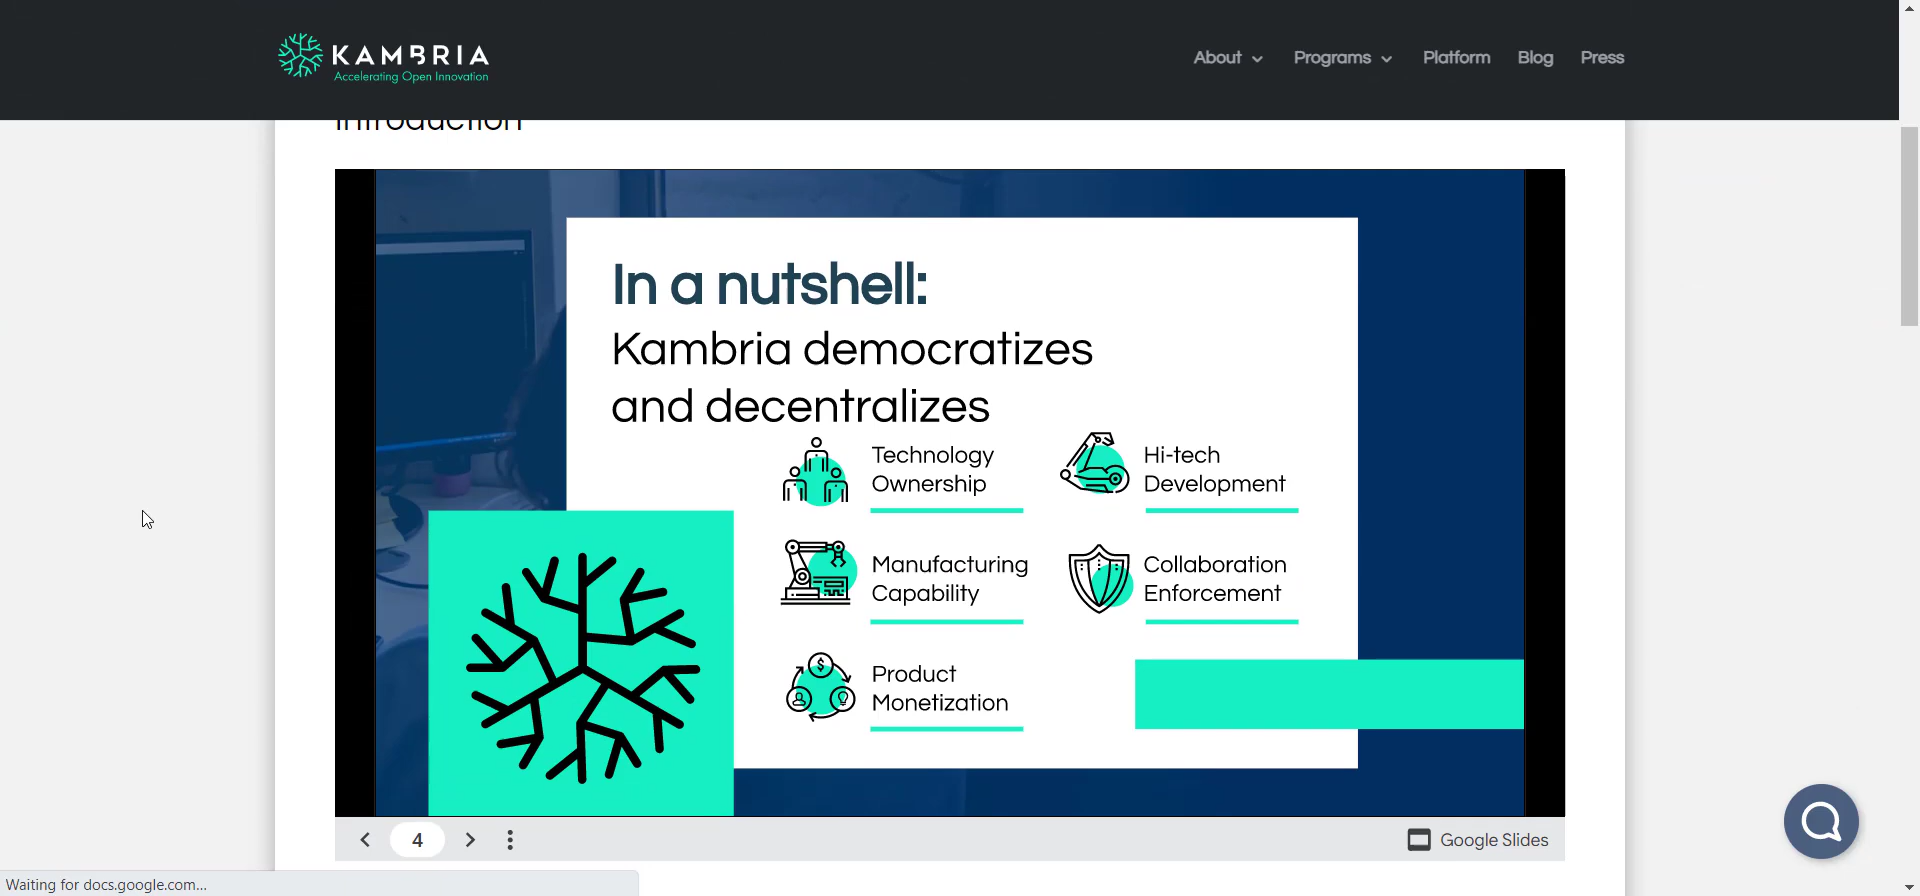 KAMBRIA
Accelerating Open Innovation
About
Programs
Platform
Blog
Press
Introduction
In a nutshell:
Kambria democratizes
and decentralizes
Technology
Ownership
Hi-tech
Development
Manufacturing
Capability
Collaboration
Enforcement
Product
Monetization
$
4
Google Slides
Waiting for docs.google.com...